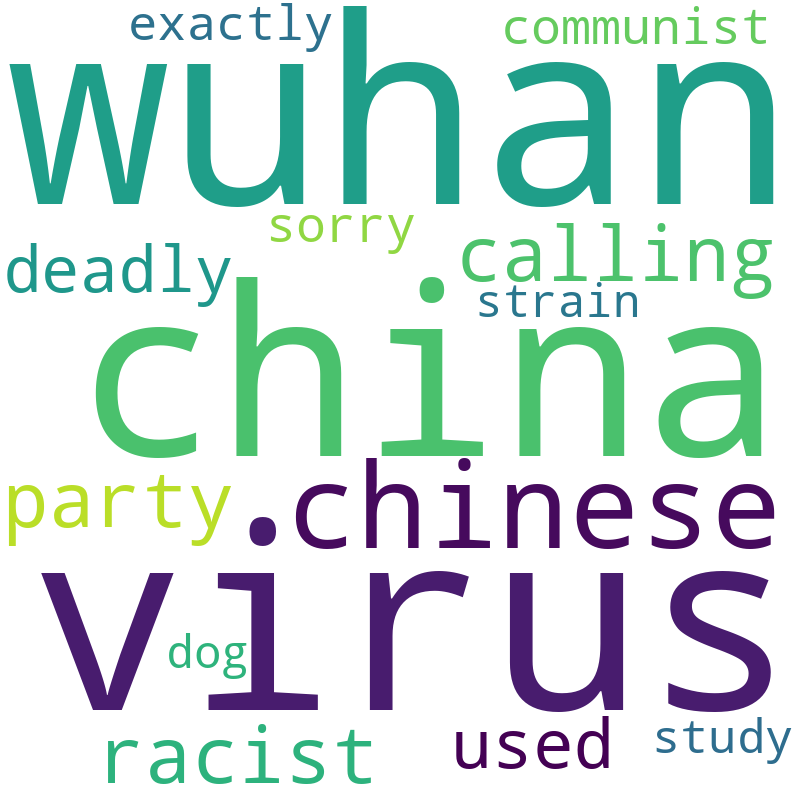 exactly communist
wuhan
sorry
deadly calling
strain
china
party chinese
virus
dog
racist used study